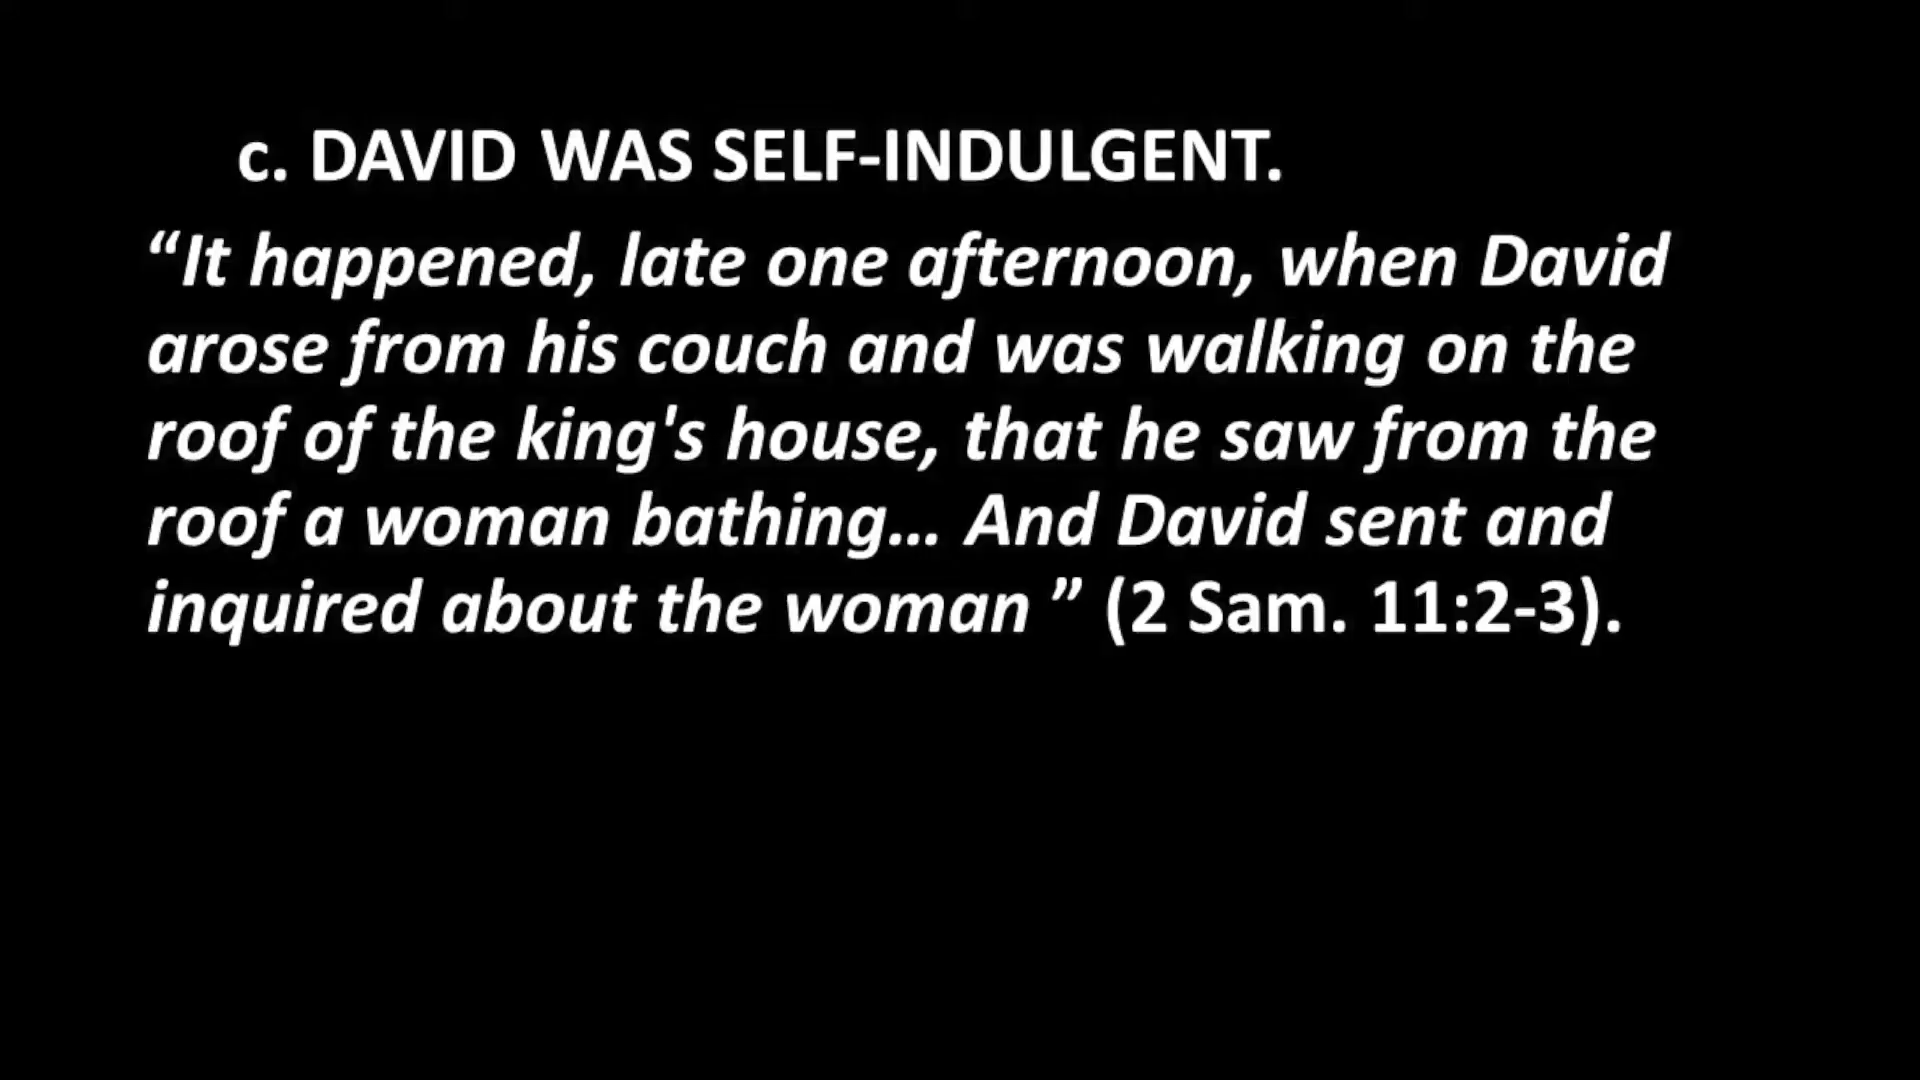 c. DAVID WAS SELF-INDULGENT.
“It happened, late one afternoon, when David
arose from his couch and was walking on the
roof of the king's house, that he saw from the
roof a woman bathing… And David sent and
inquired about the woman ” (2 Sam. 11:2-3).